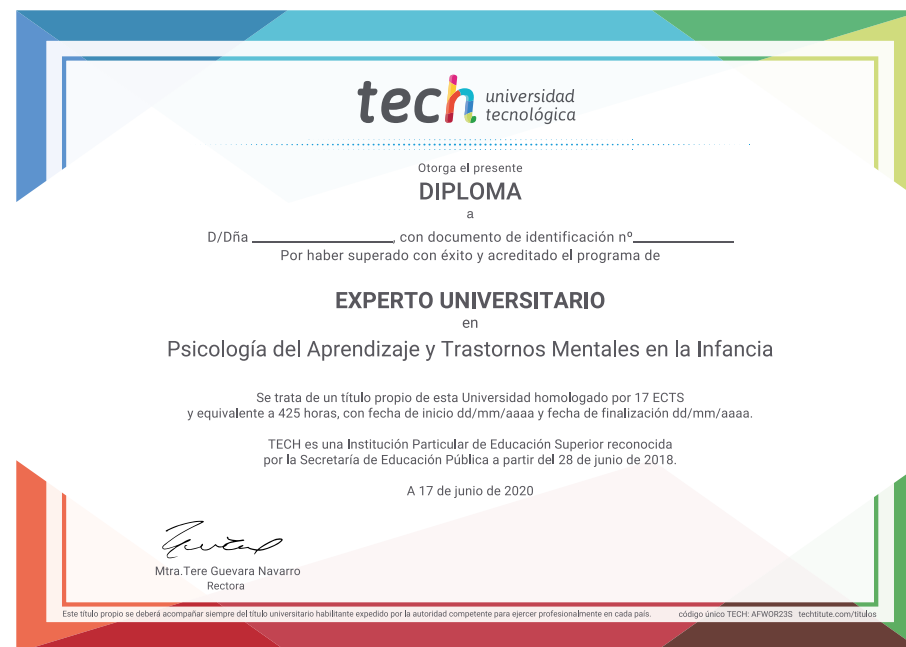 tech universidad
tecnológica
Otorga el presente
DIPLOMA
a
D/Dña ____________________, con documento de identificación nº______________
Por haber superado con éxito y acreditado el programa de
EXPERTO UNIVERSITARIO
en
Psicología del Aprendizaje y Trastornos Mentales en la Infancia
Se trata de un título propio de esta Universidad homologado por 17 ECTS
y equivalente a 425 horas, con fecha de inicio dd/mm/aaaa y fecha de finalización dd/mm/aaaa.
TECH es una Institución Particular de Educación Superior reconocida
por la Secretaría de Educación Pública a partir del 28 de junio de 2018.
A 17 de junio de 2020
Mtra.Tere Guevara Navarro
Rectora
Este título propio se deberá acompañar siempre del título universitario habilitante expedido por la autoridad competente para ejercer profesionalmente en cada país. código único TECH: AFWOR23S techtitute.com/titulos